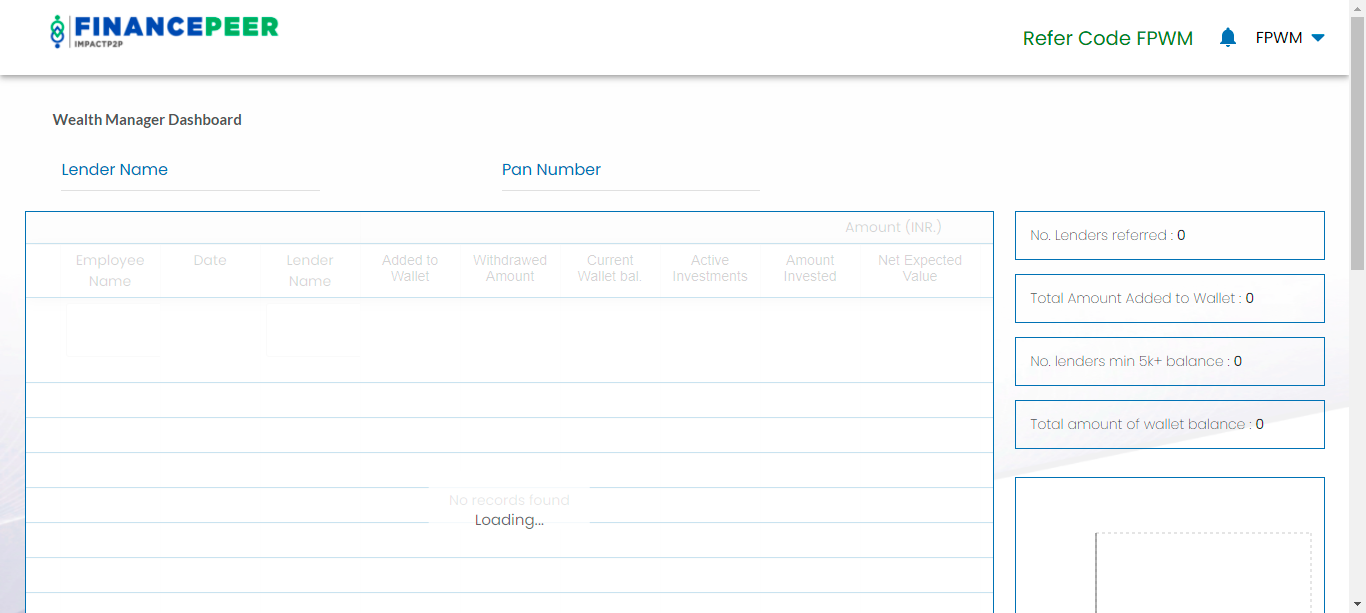 FINANCEPEER
IMPACTP2P
Refer Code FPWM
FPWM
Wealth Manager Dashboard
Lender Name
Pan Number
Amount (INR.)
Employee Name
Date
Lender Name
Added to Wallet
Withdrawed Amount
Current Wallet bal.
Active Investments
Amount Invested
Net Expected Value
No records found
Loading...
No. Lenders referred : 0
Total Amount Added to Wallet : 0
No. lenders min 5k+ balance : 0
Total amount of wallet balance : 0